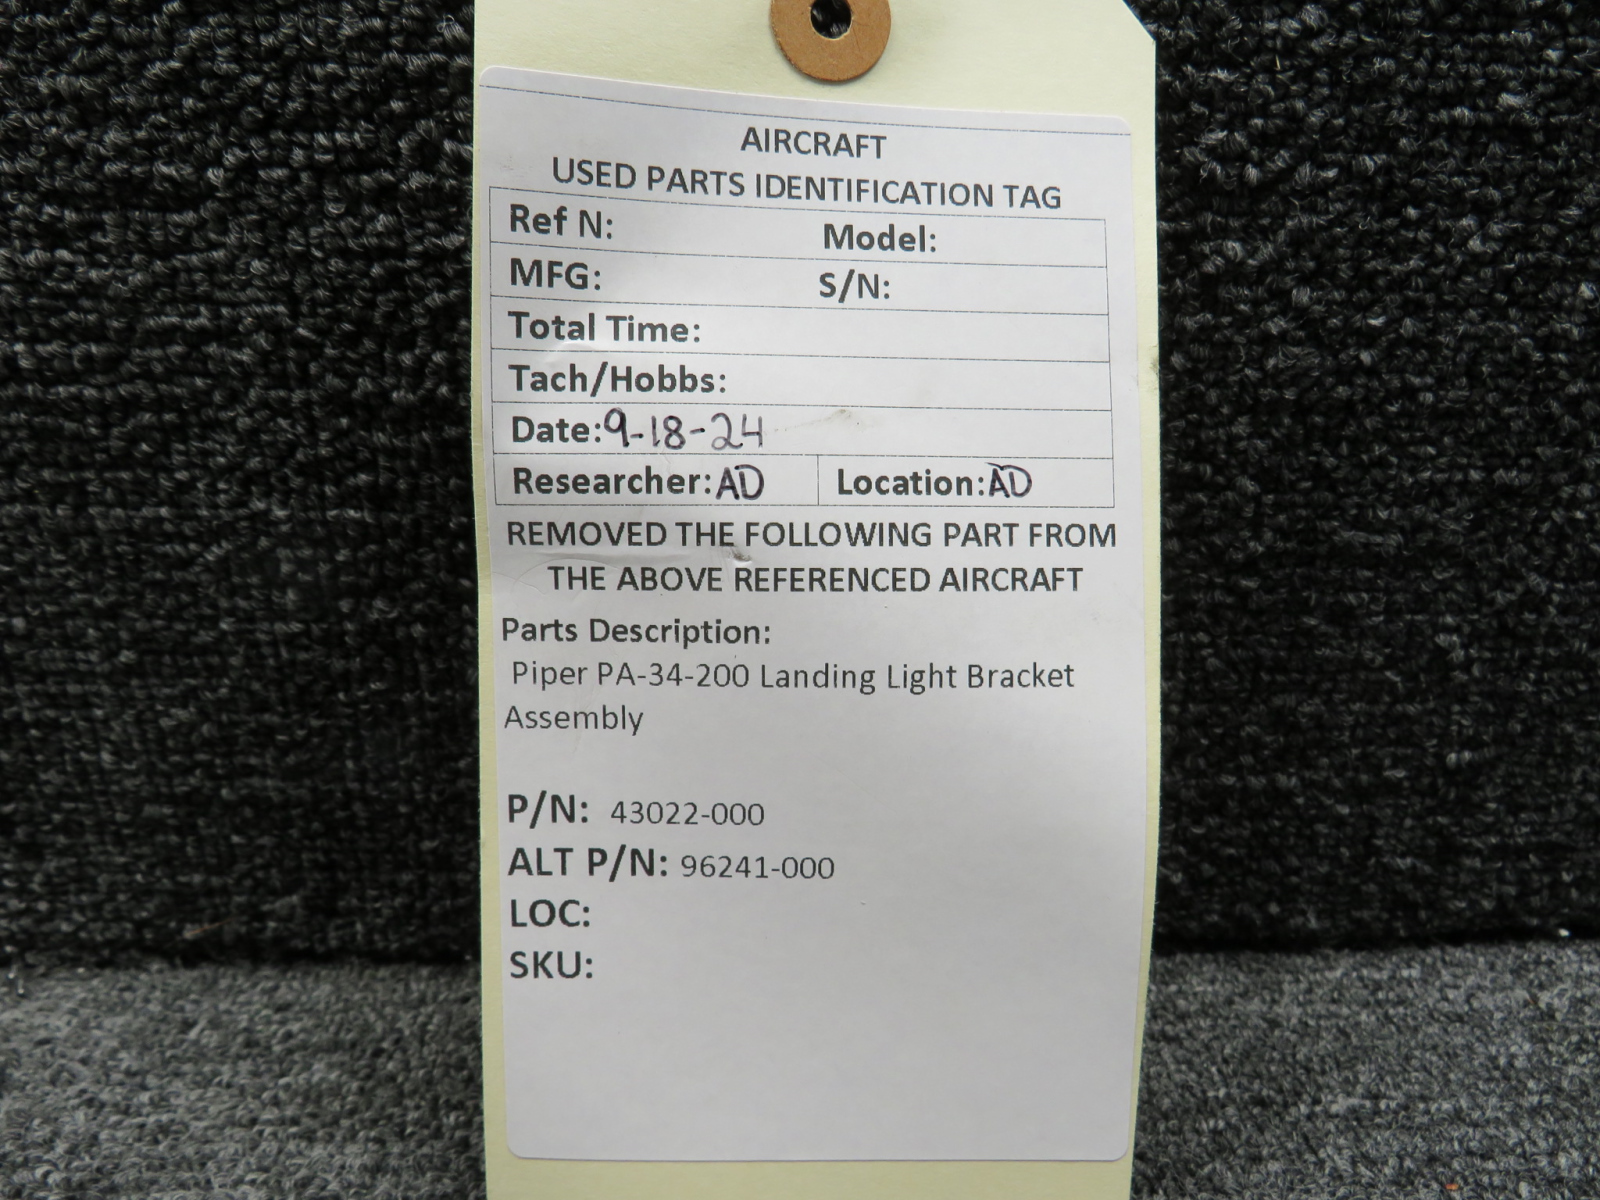 AIRCRAFT
USED PARTS IDENTIFICATION TAG
Ref N: Model:
MFG: S/N:
Total Time:
Tach/Hobbs:
Date: 9-18-24
Researcher: AD Location: AD
REMOVED THE FOLLOWING PART FROM
THE ABOVE REFERENCED AIRCRAFT
Parts Description:
Piper PA-34-200 Landing Light Bracket
Assembly
P/N: 43022-000
ALT P/N: 96241-000
LOC:
SKU: